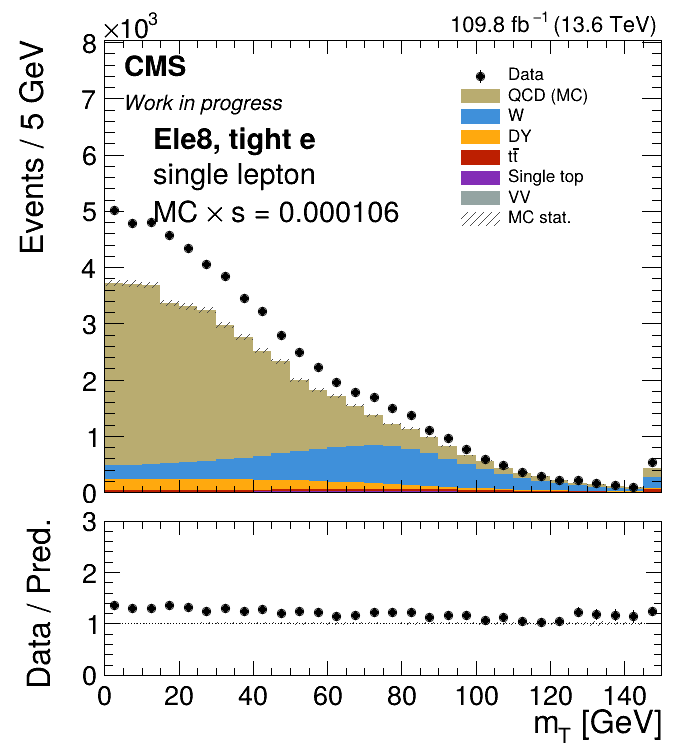 ×10³
109.8 fb⁻¹ (13.6 TeV)
Events / 5 GeV
8
7
6
5
4
3
2
1
0
CMS
Work in progress
Ele8, tight e
single lepton
MC × s = 0.000106
Data
QCD (MC)
W
DY
tt̄
Single top
VV
MC stat.
Data / Pred.
3
2
1
0
0 20 40 60 80 100 120 140
m_T [GeV]